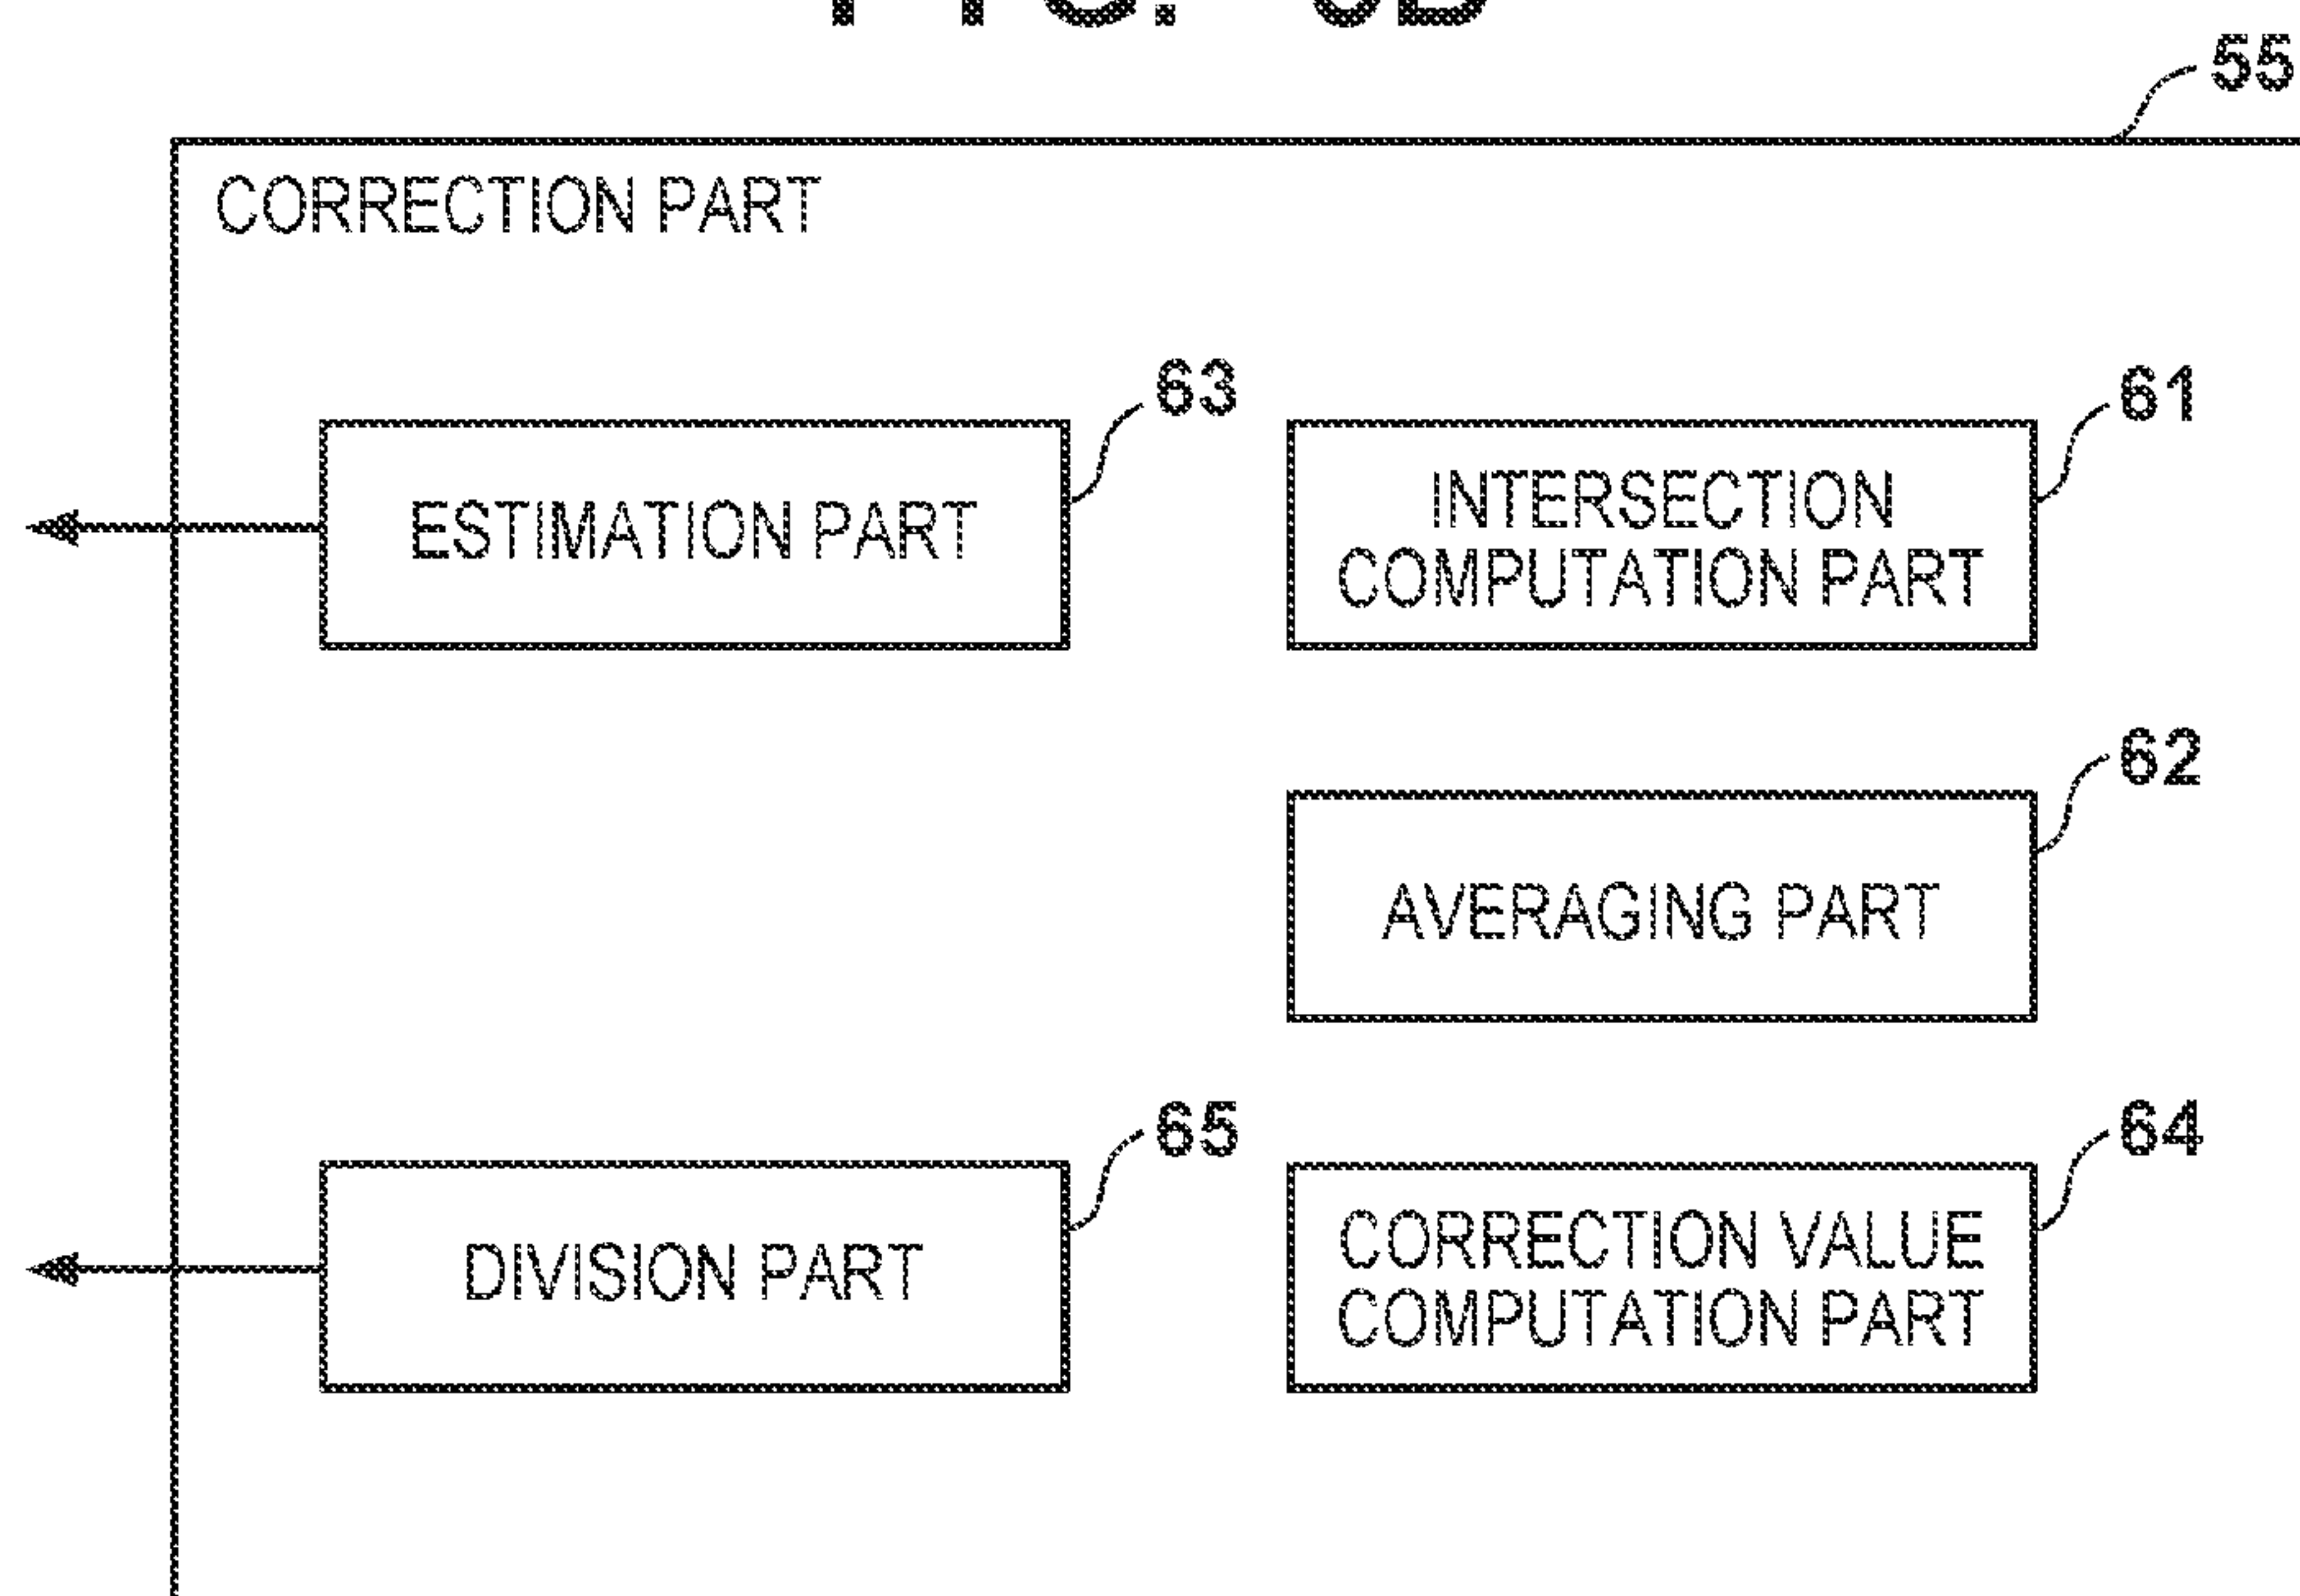 55
CORRECTION PART
63
61
ESTIMATION PART
INTERSECTION
COMPUTATION PART
62
AVERAGING PART
65
64
DIVISION PART
CORRECTION VALUE
COMPUTATION PART